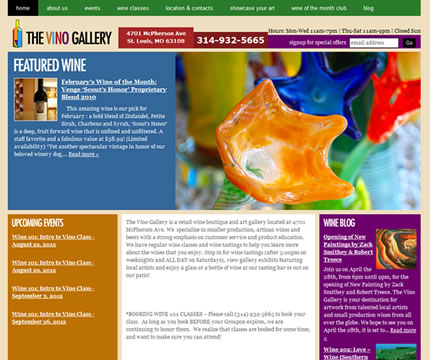 home about us events wine classes location & contacts showcase your art wine of the month club blog
THE VINO GALLERY
4701 McPherson Ave
St. Louis, MO 63108
314-932-5665
Hours: Mon-Wed 11am-7pm | Thu-Sat 11am-9pm | Closed Sun
signup for special offers email address Go
FEATURED WINE
February's Wine of the Month:
Venge 'Scout's Honor' Proprietary
Blend 2010
This amazing wine is our pick for
February : a bold blend of Zinfandel, Petite
Sirah, Charbono and Syrah, 'Scout's Honor'
is a deep, fruit forward wine that is unfined and unfiltered. A
staff favorite and a fabulous value at $38.99! (Limited
availability) "Yet another spectacular vintage in honor of our
beloved winery dog,... Read more »
UPCOMING EVENTS
Wine 101: Intro to Vino Class -
August 22, 2012
Wine 101: Intro to Vino Class -
August 29, 2012
Wine 101: Intro to Vino Class -
September 5, 2012
Wine 101: Intro to Vino Class -
The Vino Gallery is a retail wine boutique and art gallery located at 4701
McPherson Ave. We specialize in smaller production, artisan wines and
beers with a strong emphasis on customer service and product education.
We have regular wine classes and wine tastings to help you learn more
about the wines that you enjoy. Stop in for wine tastings (after 5:00pm on
weeknights and ALL DAY on Saturdays), view gallery exhibits featuring
local artists and enjoy a glass or a bottle of wine at our tasting bar or out on
our patio!
*BOOKING WINE 101 CLASSES – Please call (314) 932-5665 to book your
class. As long as you book BEFORE your Groupon expires, we are
continuing to honor them. We realize that classes are booked for some time,
and want to make sure you can attend!
WINE BLOG
Opening of New
Paintings by Zack
Smithey & Robert
Treece
Join us on April the
28th, from 6pm until 9pm, for the
opening of New Painting by Zach
Smithey and Robert Treece. The Vino
Gallery is your destination for
artwork from talented local artists
and small production wines from all
over the globe. We hope to see you on
April the 28th, it is set to... Read more
»
Wine 202: Love –
Wine (Southern